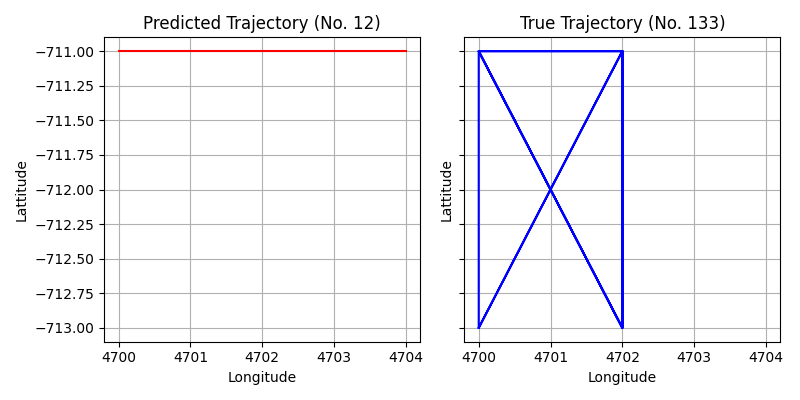 Predicted Trajectory (No. 12)
−711.00
−711.25
−711.50
−711.75
−712.00
−712.25
−712.50
−712.75
−713.00
Lattitude
4700 4701 4702 4703 4704
Longitude
True Trajectory (No. 133)
Lattitude
4700 4701 4702 4703 4704
Longitude